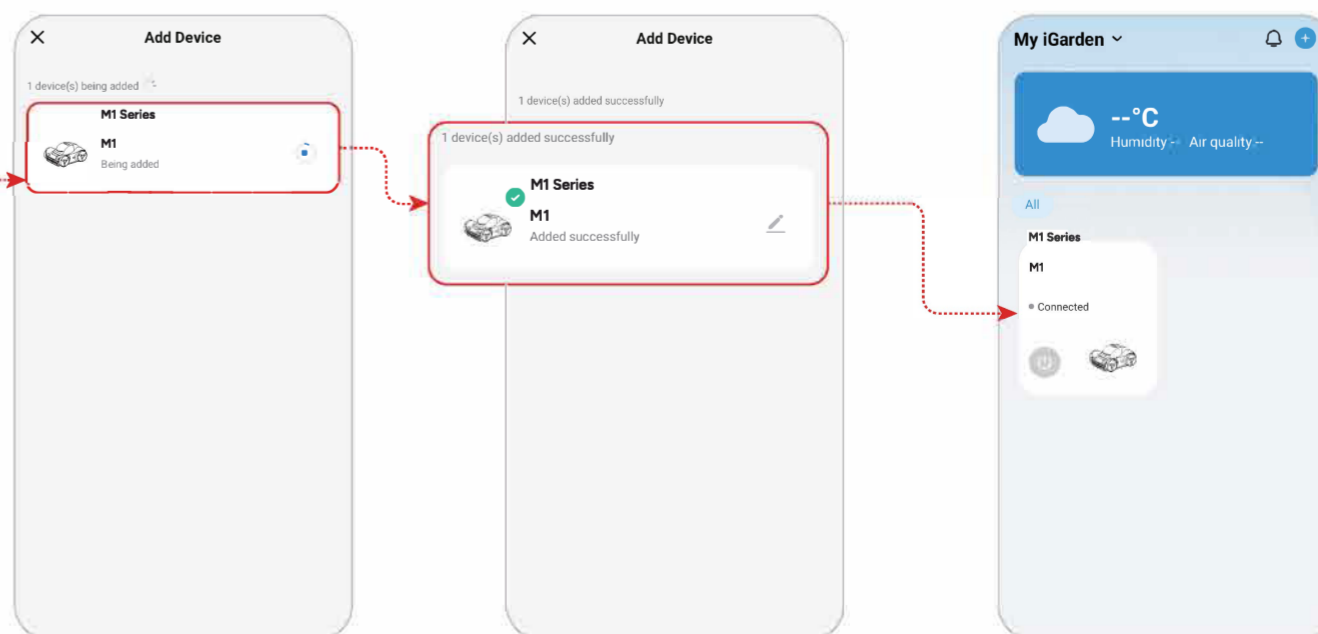 Add Device
1 device(s) being added
M1 Series
M1
Being added
Add Device
1 device(s) added successfully
1 device(s) added successfully
M1 Series
M1
Added successfully
My iGarden
--°C
Humidity -- Air quality --
All
M1 Series
M1
Connected